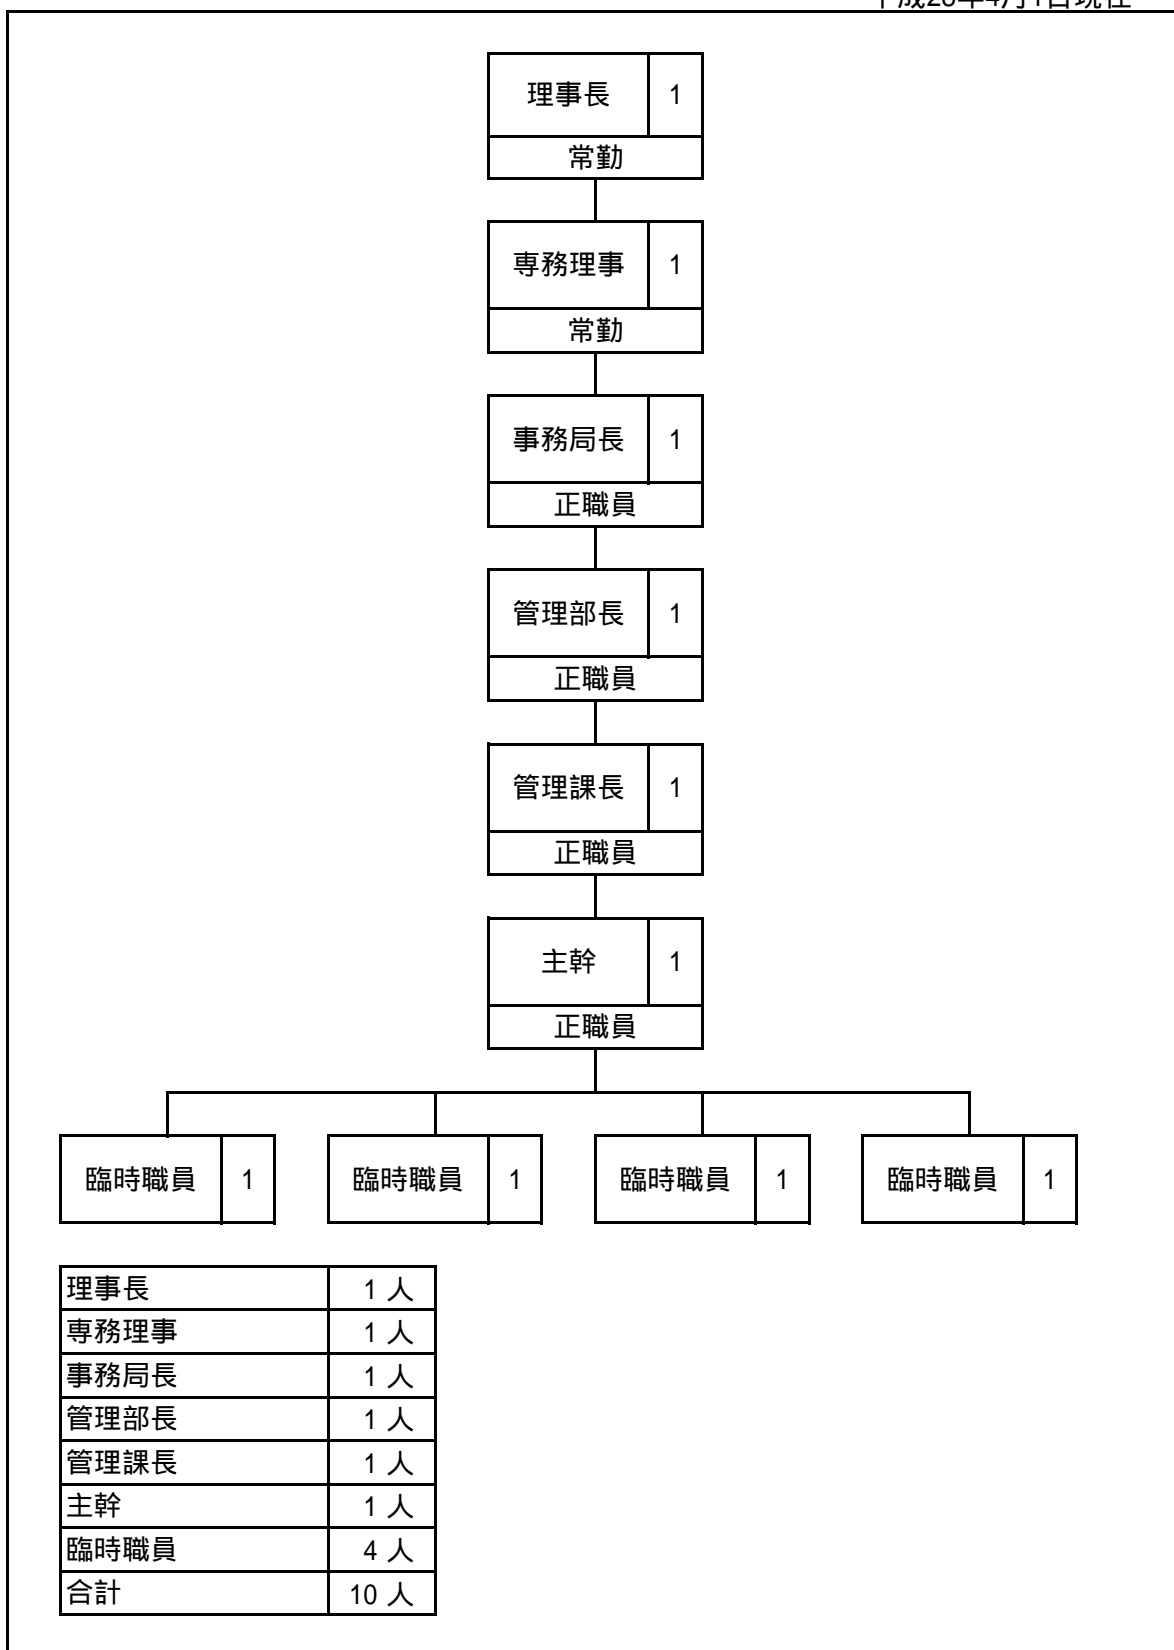 理事長 1
常勤
専務理事 1
常勤
事務局長 1
正職員
管理部長 1
正職員
管理課長 1
正職員
主幹 1
正職員
臨時職員 1 臨時職員 1 臨時職員 1 臨時職員 1
理事長 1 人
専務理事 1 人
事務局長 1 人
管理部長 1 人
管理課長 1 人
主幹 1 人
臨時職員 4 人
合計 10 人